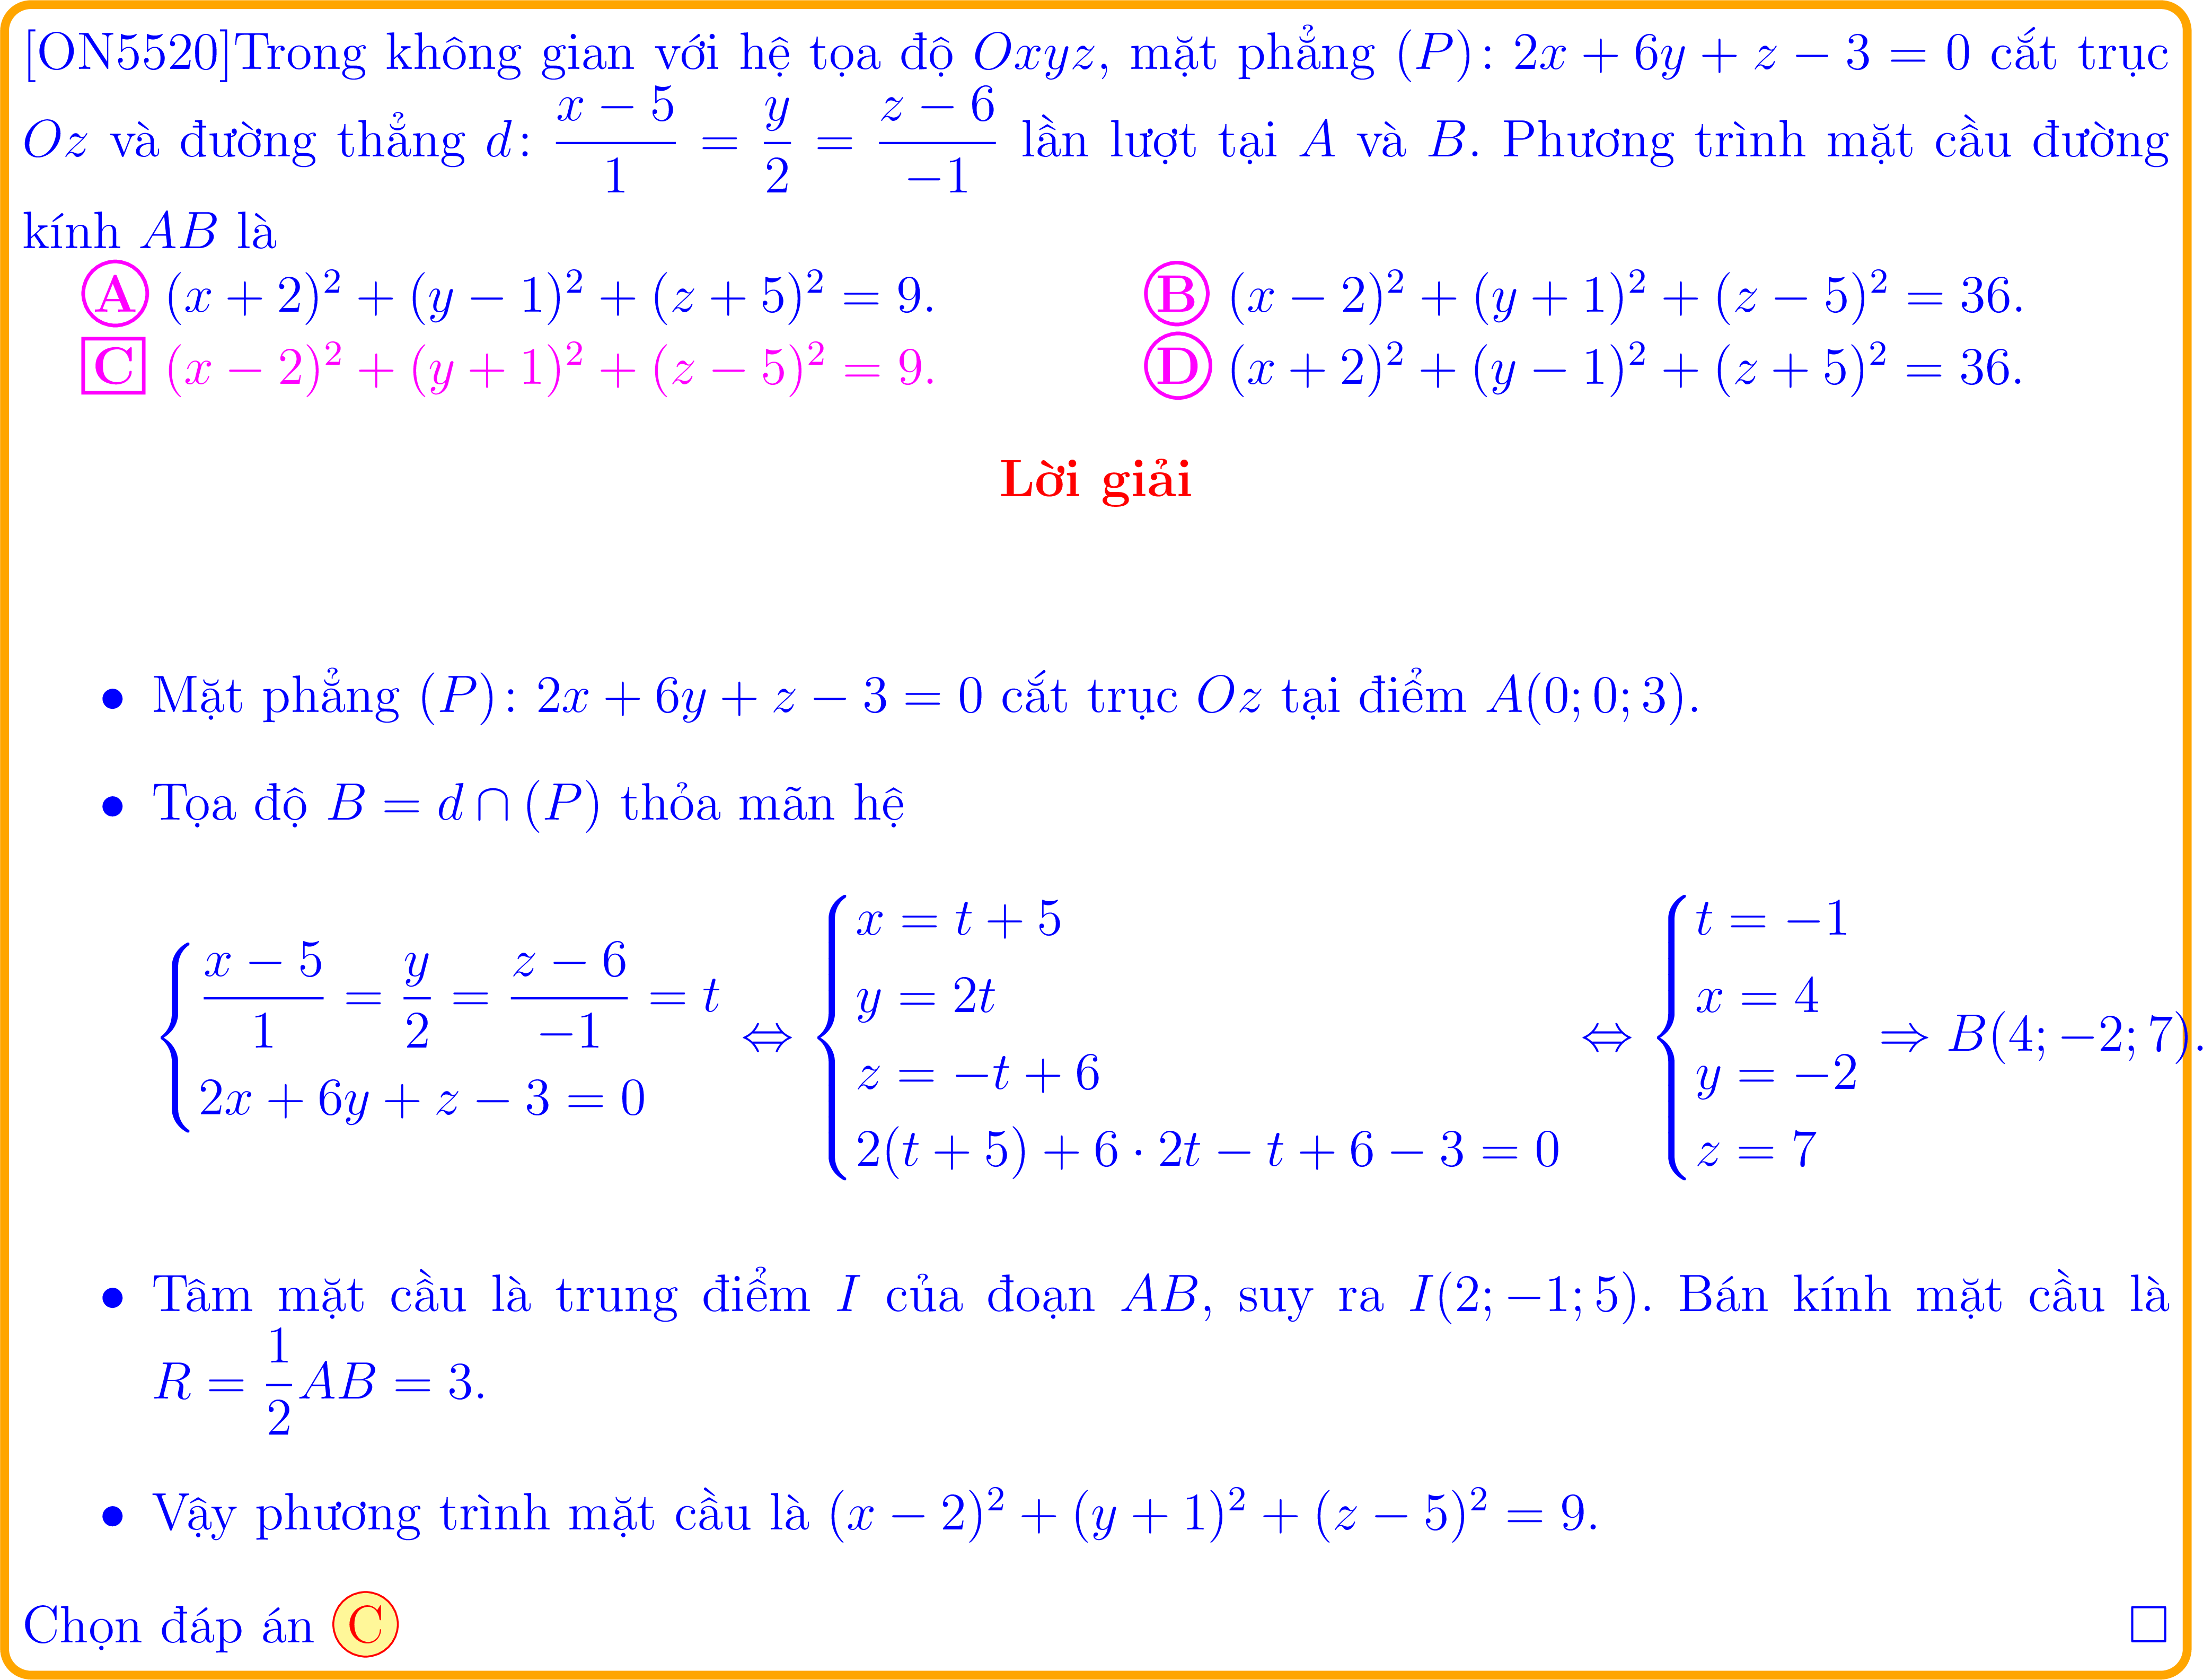 [ON5520]Trong không gian với hệ tọa độ Oxyz, mặt phẳng (P): 2x + 6y + z − 3 = 0 cắt trục
Oz và đường thẳng d: \frac{x − 5}{1} = \frac{y}{2} = \frac{z − 6}{−1} lần lượt tại A và B. Phương trình mặt cầu đường
kính AB là
A (x + 2)² + (y − 1)² + (z + 5)² = 9. B (x − 2)² + (y + 1)² + (z − 5)² = 36.
C (x − 2)² + (y + 1)² + (z − 5)² = 9. D (x + 2)² + (y − 1)² + (z + 5)² = 36.
Lời giải
• Mặt phẳng (P): 2x + 6y + z − 3 = 0 cắt trục Oz tại điểm A(0; 0; 3).
• Tọa độ B = d ∩ (P) thỏa mãn hệ
\begin{cases} \frac{x − 5}{1} = \frac{y}{2} = \frac{z − 6}{−1} = t \\ 2x + 6y + z − 3 = 0 \end{cases} ⇔ \begin{cases} x = t + 5 \\ y = 2t \\ z = −t + 6 \\ 2(t + 5) + 6 · 2t − t + 6 − 3 = 0 \end{cases} ⇔ \begin{cases} t = −1 \\ x = 4 \\ y = −2 \\ z = 7 \end{cases} ⇒ B(4; −2; 7).
• Tâm mặt cầu là trung điểm I của đoạn AB, suy ra I(2; −1; 5). Bán kính mặt cầu là
R = \frac{1}{2}AB = 3.
• Vậy phương trình mặt cầu là (x − 2)² + (y + 1)² + (z − 5)² = 9.
Chọn đáp án C □